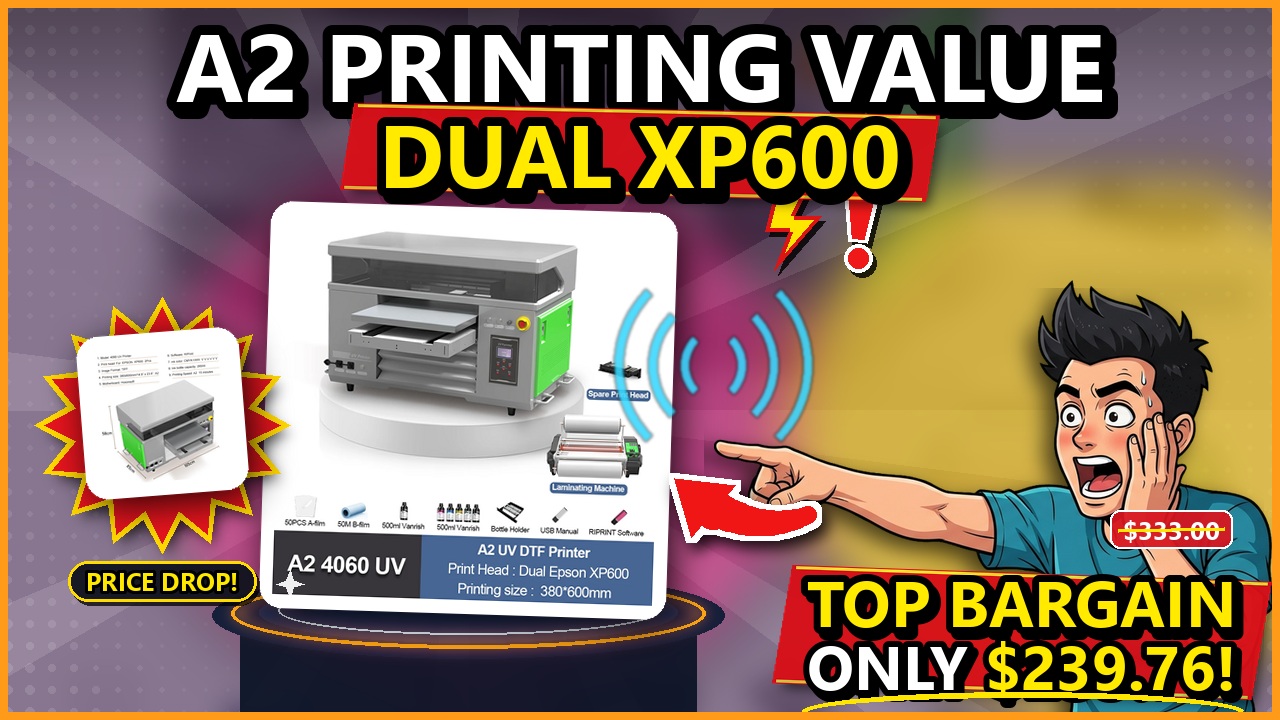 A2 PRINTING VALUE
DUAL XP600
Spare Print Head
Laminating Machine
50PCS A-film
50M B-film
500ml Vanrish
500ml Vanrish
Bottle Holder
USB Manual
RIPRINT Software
A2 4060 UV
A2 UV DTF Printer
Print Head : Dual Epson XP600
Printing size : 380*600mm
PRICE DROP!
$333.00
TOP BARGAIN
ONLY $239.76!